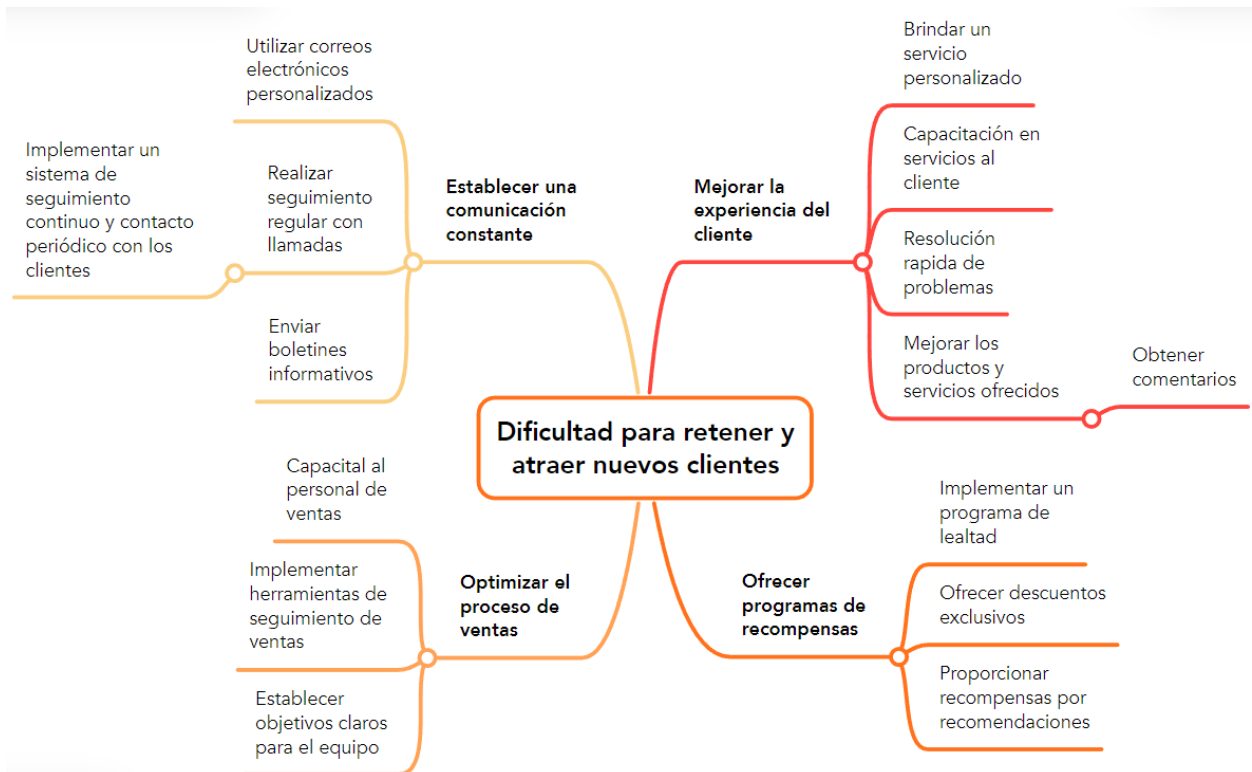 Utilizar correos
electrónicos
personalizados
Implementar un
sistema de
seguimiento
continuo y contacto
periódico con los
clientes
Realizar
seguimiento
regular con
llamadas
Enviar
boletines
informativos
Establecer una
comunicación
constante
Mejorar la
experiencia del
cliente
Brindar un
servicio
personalizado
Capacitación en
servicios al
cliente
Resolución
rapida de
problemas
Mejorar los
productos y
servicios ofrecidos
Obtener
comentarios
Dificultad para retener y
atraer nuevos clientes
Capacital al
personal de
ventas
Implementar
herramientas de
seguimiento de
ventas
Establecer
objetivos claros
para el equipo
Optimizar el
proceso de
ventas
Ofrecer
programas de
recompensas
Implementar un
programa de
lealtad
Ofrecer descuentos
exclusivos
Proporcionar
recompensas por
recomendaciones